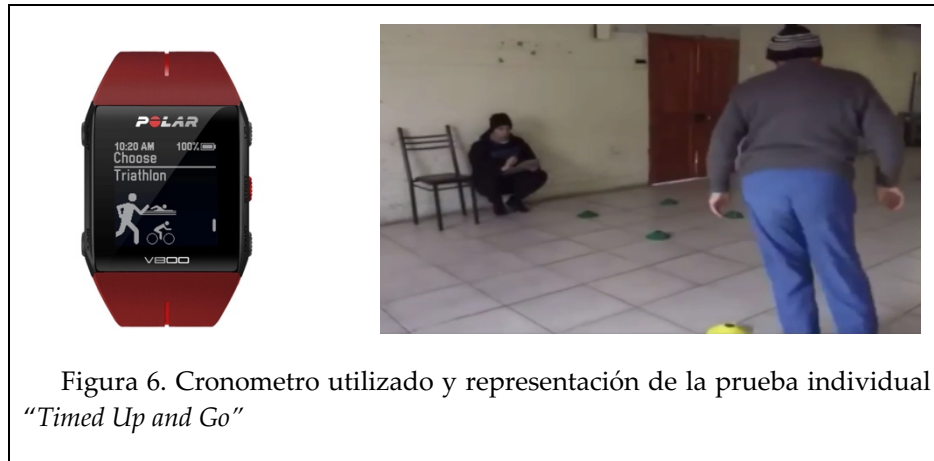 POLAR
10:20 AM 100%
Choose
Triathlon
V800
Figura 6. Cronometro utilizado y representación de la prueba individual
“Timed Up and Go”